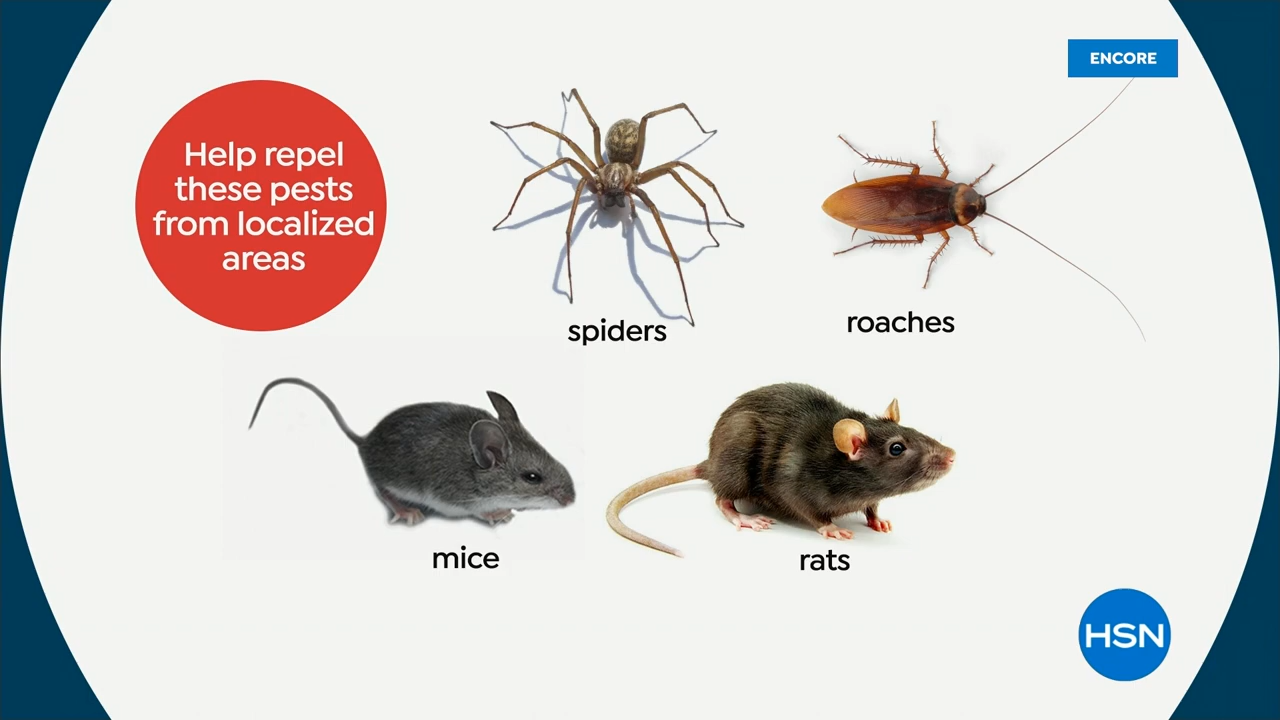 ENCORE
Help repel
these pests
from localized
areas
spiders
roaches
mice
rats
HSN